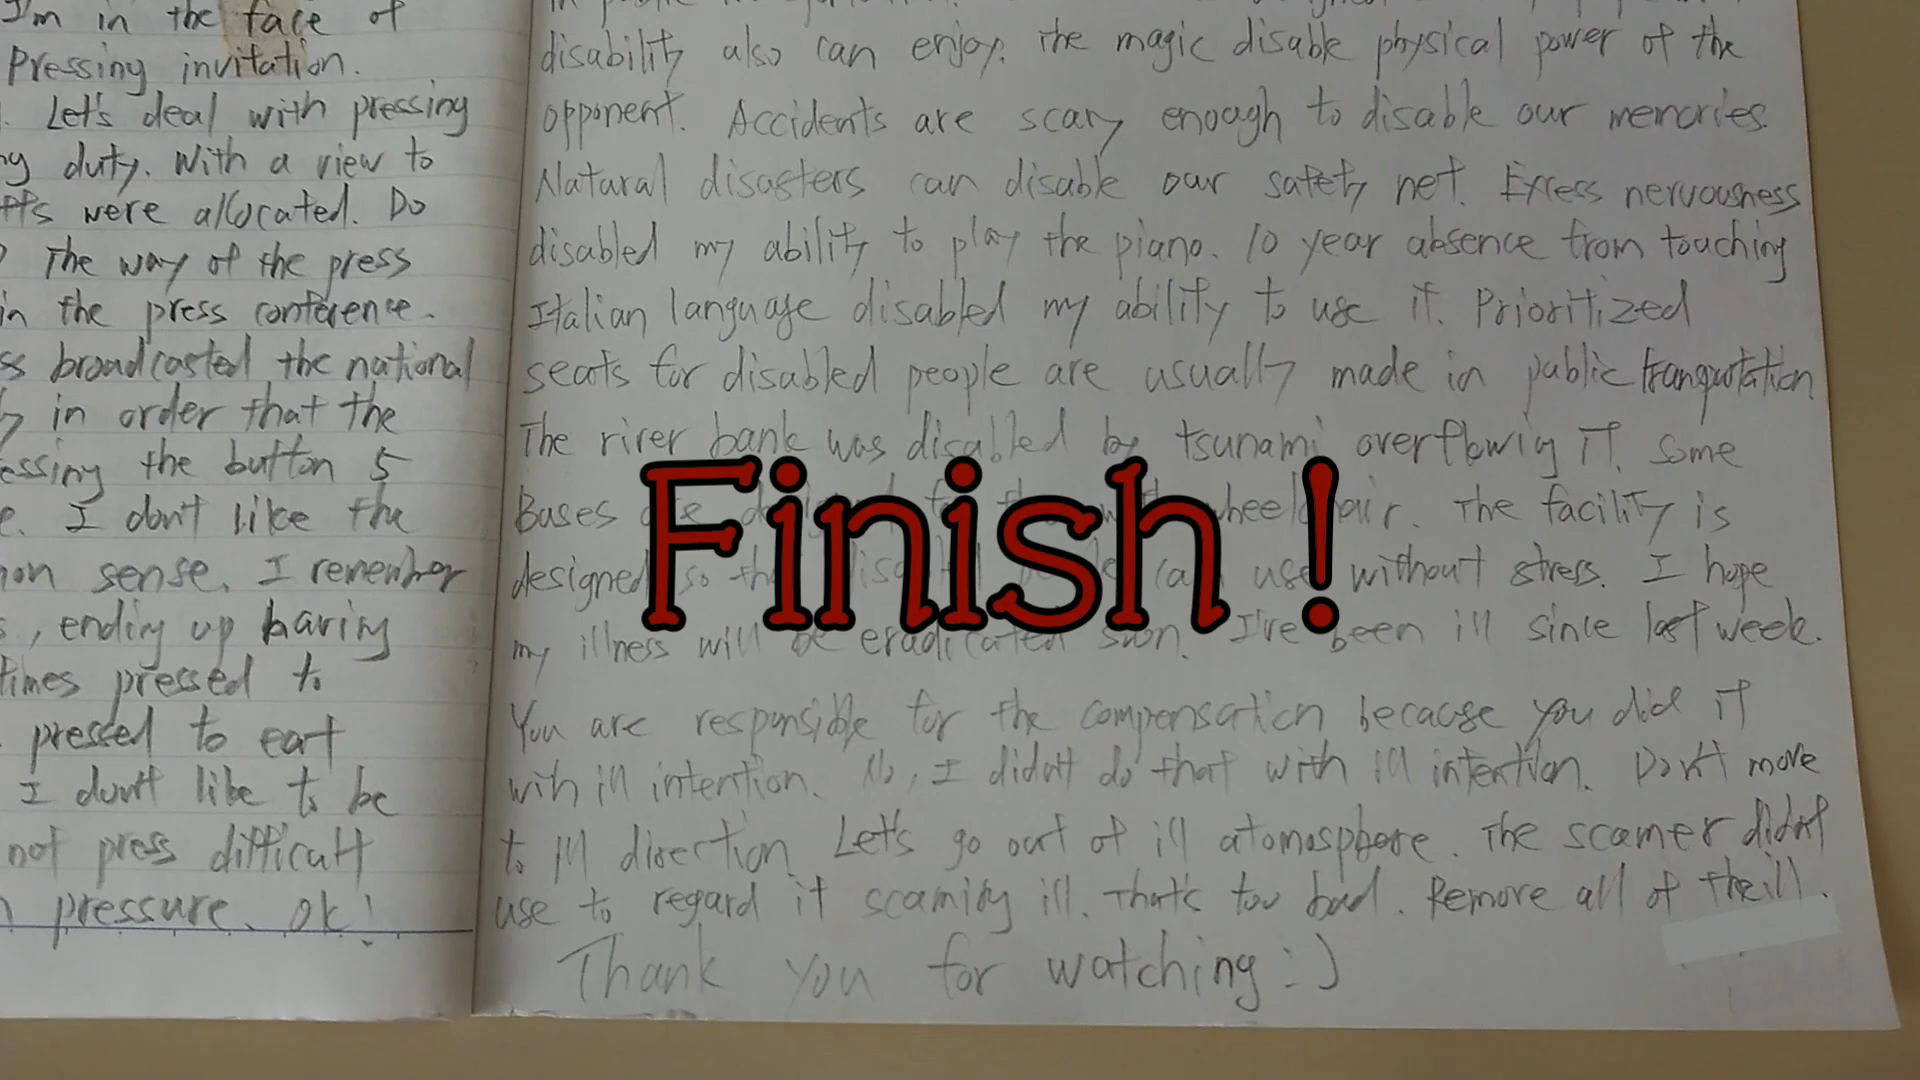 I'm in the face of
pressing invitation.
Let's deal with pressing
duty. With a view to
were allocated. Do
The way of the press
in the press conference.
broadcasted the national
in order that the
the button 5
I don't like the
sense. I remember
, ending up having
times pressed to
pressed to eat
I don't like to be
not press difficult
pressure. ok!
disability also can enjoy. The magic disable physical power of the
opponent. Accidents are scary enough to disable our memories.
Natural disasters can disable our safety net. Excess nervousness
disabled my ability to play the piano. 10 year absence from touching
Italian language disabled my ability to use it. Prioritized
seats for disabled people are usually made in public
The river bank was disabled by tsunami overflowig it. Some
Buses wheelchair. The facility is
designed so disabled can use without stress. I hope
my illness will be eradicated soon. I've been ill since last week.
You are responsible for the compensation because you did it
with ill intention. No, I didn't do that with ill intention. Don't move
to ill direction. Let's go out of ill atomosphere. The scamer didn't
use to regard it scaming ill. That's too bad. Remove all of the ill.
Thank you for watching :)
Finish!